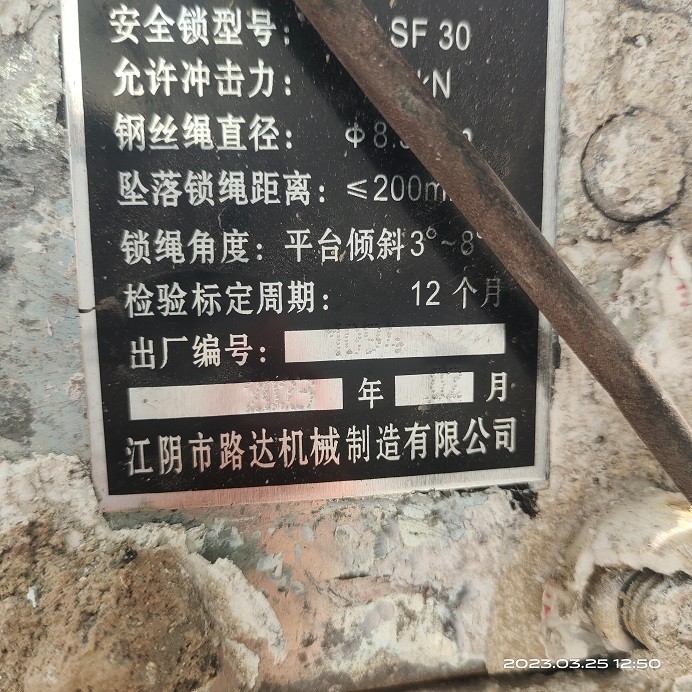 安全锁型号: SF 30
允许冲击力: kN
钢丝绳直径: Φ8.
坠落锁绳距离: ≤200m
锁绳角度: 平台倾斜3°~8°
检验标定周期: 12 个月
出厂编号:
年 月
江阴市路达机械制造有限公司
2023.03.25 12:50